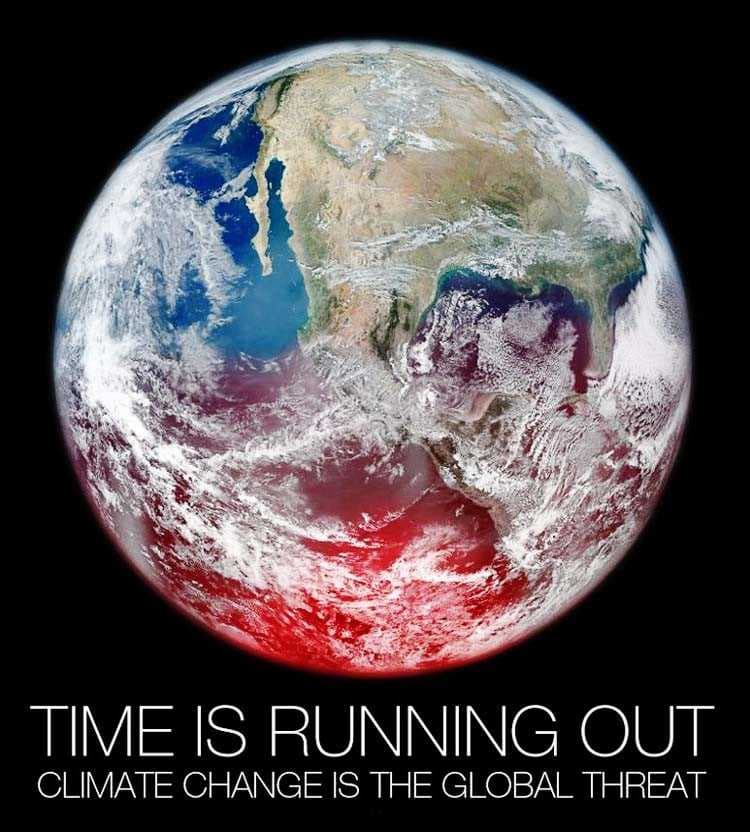 TIME IS RUNNING OUT
CLIMATE CHANGE IS THE GLOBAL THREAT